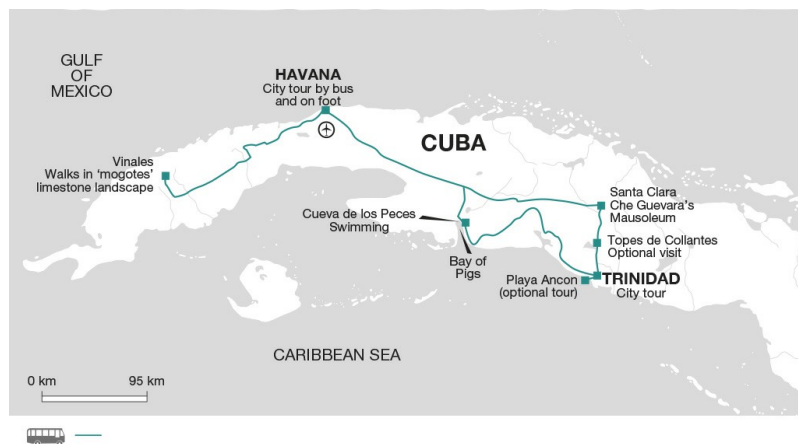 GULF
OF
MEXICO
HAVANA
City tour by bus
and on foot
CUBA
Vinales
Walks in ‘mogotes’
limestone landscape
Santa Clara
Che Guevara’s
Mausoleum
Cueva de los Peces
Swimming
Topes de Collantes
Optional visit
Bay of
Pigs
Playa Ancon
(optional tour)
TRINIDAD
City tour
CARIBBEAN SEA
0 km 95 km